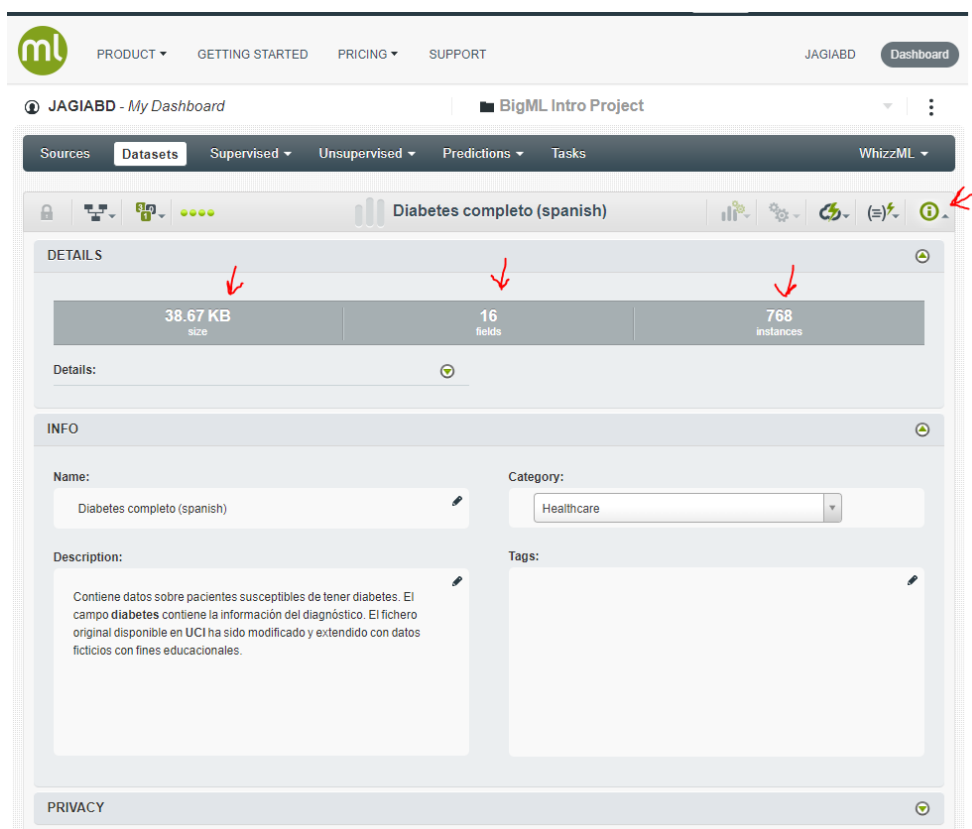 ml PRODUCT GETTING STARTED PRICING SUPPORT JAGIABD Dashboard
JAGIABD - My Dashboard BigML Intro Project
Sources Datasets Supervised Unsupervised Predictions Tasks WhizzML
Diabetes completo (spanish)
DETAILS
38.67 KB 16 768
size fields instances
Details:
INFO
Name: Category:
Diabetes completo (spanish) Healthcare
Description: Tags:
Contiene datos sobre pacientes susceptibles de tener diabetes. El
campo diabetes contiene la información del diagnóstico. El fichero
original disponible en UCI ha sido modificado y extendido con datos
ficticios con fines educacionales.
PRIVACY